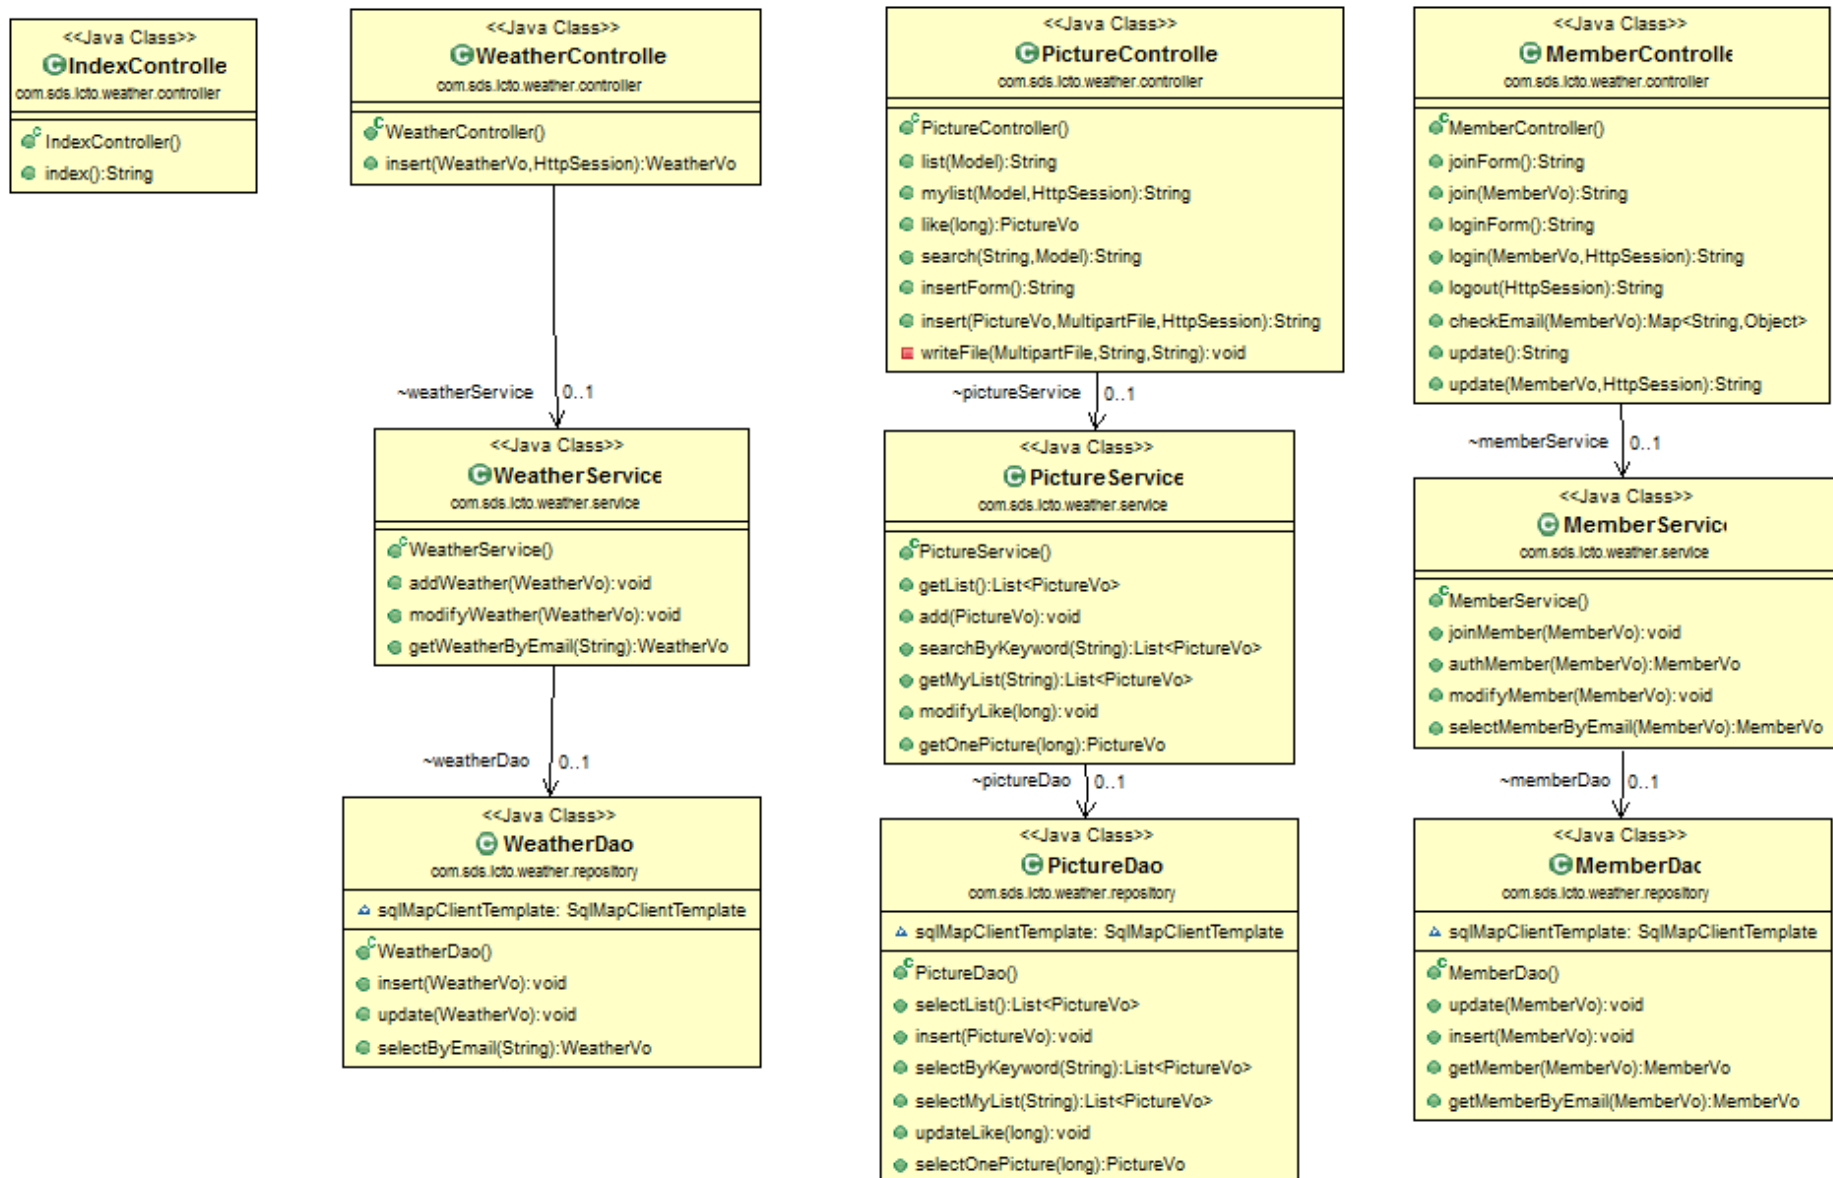 <<Java Class>>
IndexControlle
com.sds.lcto.weather.controller
IndexController()
index():String
<<Java Class>>
WeatherControlle
com.sds.lcto.weather.controller
WeatherController()
insert(WeatherVo,HttpSession):WeatherVo
~weatherService 0..1
<<Java Class>>
WeatherService
com.sds.lcto.weather.service
WeatherService()
addWeather(WeatherVo): void
modifyWeather(WeatherVo): void
getWeatherByEmail(String):WeatherVo
~weatherDao 0..1
<<Java Class>>
WeatherDao
com.sds.lcto.weather.repository
sqlMapClientTemplate: SqlMapClientTemplate
WeatherDao()
insert(WeatherVo): void
update(WeatherVo): void
selectByEmail(String):WeatherVo
<<Java Class>>
PictureControlle
com.sds.lcto.weather.controller
PictureController()
list(Model):String
mylist(Model,HttpSession):String
like(long):PictureVo
search(String,Model):String
insertForm():String
insert(PictureVo,MultipartFile,HttpSession):String
writeFile(MultipartFile,String,String): void
~pictureService 0..1
<<Java Class>>
PictureService
com.sds.lcto.weather.service
PictureService()
getList():List<PictureVo>
add(PictureVo): void
searchByKeyword(String):List<PictureVo>
getMyList(String):List<PictureVo>
modifyLike(long): void
getOnePicture(long):PictureVo
~pictureDao 0..1
<<Java Class>>
PictureDao
com.sds.lcto.weather.repository
sqlMapClientTemplate: SqlMapClientTemplate
PictureDao()
selectList():List<PictureVo>
insert(PictureVo): void
selectByKeyword(String):List<PictureVo>
selectMyList(String):List<PictureVo>
updateLike(long): void
selectOnePicture(long):PictureVo
<<Java Class>>
MemberControlle
com.sds.lcto.weather.controller
MemberController()
joinForm():String
join(MemberVo):String
loginForm():String
login(MemberVo,HttpSession):String
logout(HttpSession):String
checkEmail(MemberVo):Map<String,Object>
update():String
update(MemberVo,HttpSession):String
~memberService 0..1
<<Java Class>>
MemberService
com.sds.lcto.weather.service
MemberService()
joinMember(MemberVo): void
authMember(MemberVo):MemberVo
modifyMember(MemberVo): void
selectMemberByEmail(MemberVo):MemberVo
~memberDao 0..1
<<Java Class>>
MemberDao
com.sds.lcto.weather.repository
sqlMapClientTemplate: SqlMapClientTemplate
MemberDao()
update(MemberVo): void
insert(MemberVo): void
getMember(MemberVo):MemberVo
getMemberByEmail(MemberVo):MemberVo